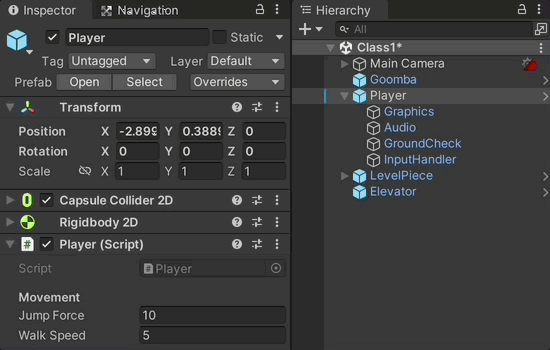 Inspector
Navigation
Player
Static
Tag Untagged Layer Default
Prefab Open Select Overrides
Transform
Position X -2.899 Y 0.3889 Z 0
Rotation X 0 Y 0 Z 0
Scale X 1 Y 1 Z 1
Capsule Collider 2D
Rigidbody 2D
# Player (Script)
Script # Player
Movement
Jump Force 10
Walk Speed 5
Hierarchy
+ All
Class1*
Main Camera
Goomba
Player
Graphics
Audio
GroundCheck
InputHandler
LevelPiece
Elevator